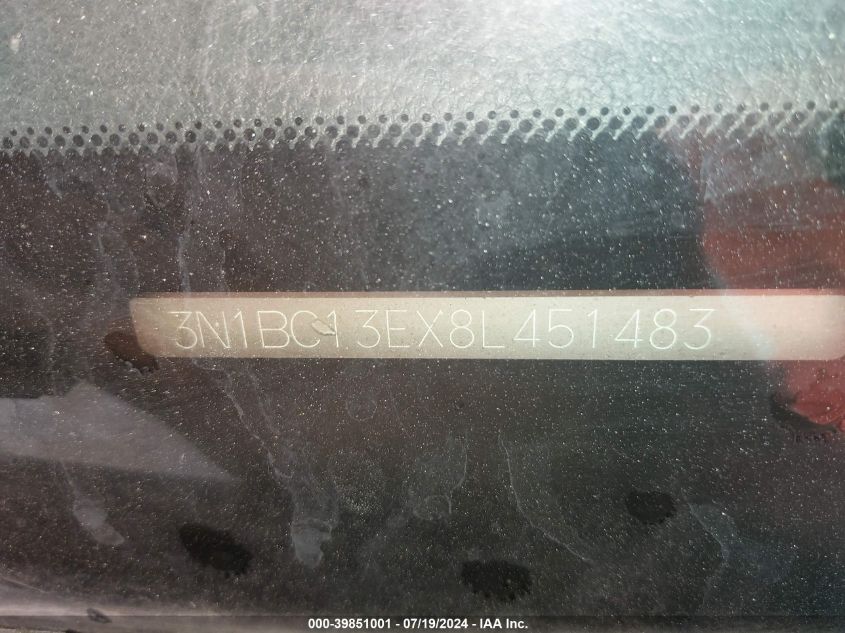 3N1BC13EX8L451483
000-39851001 - 07/19/2024 - IAA Inc.